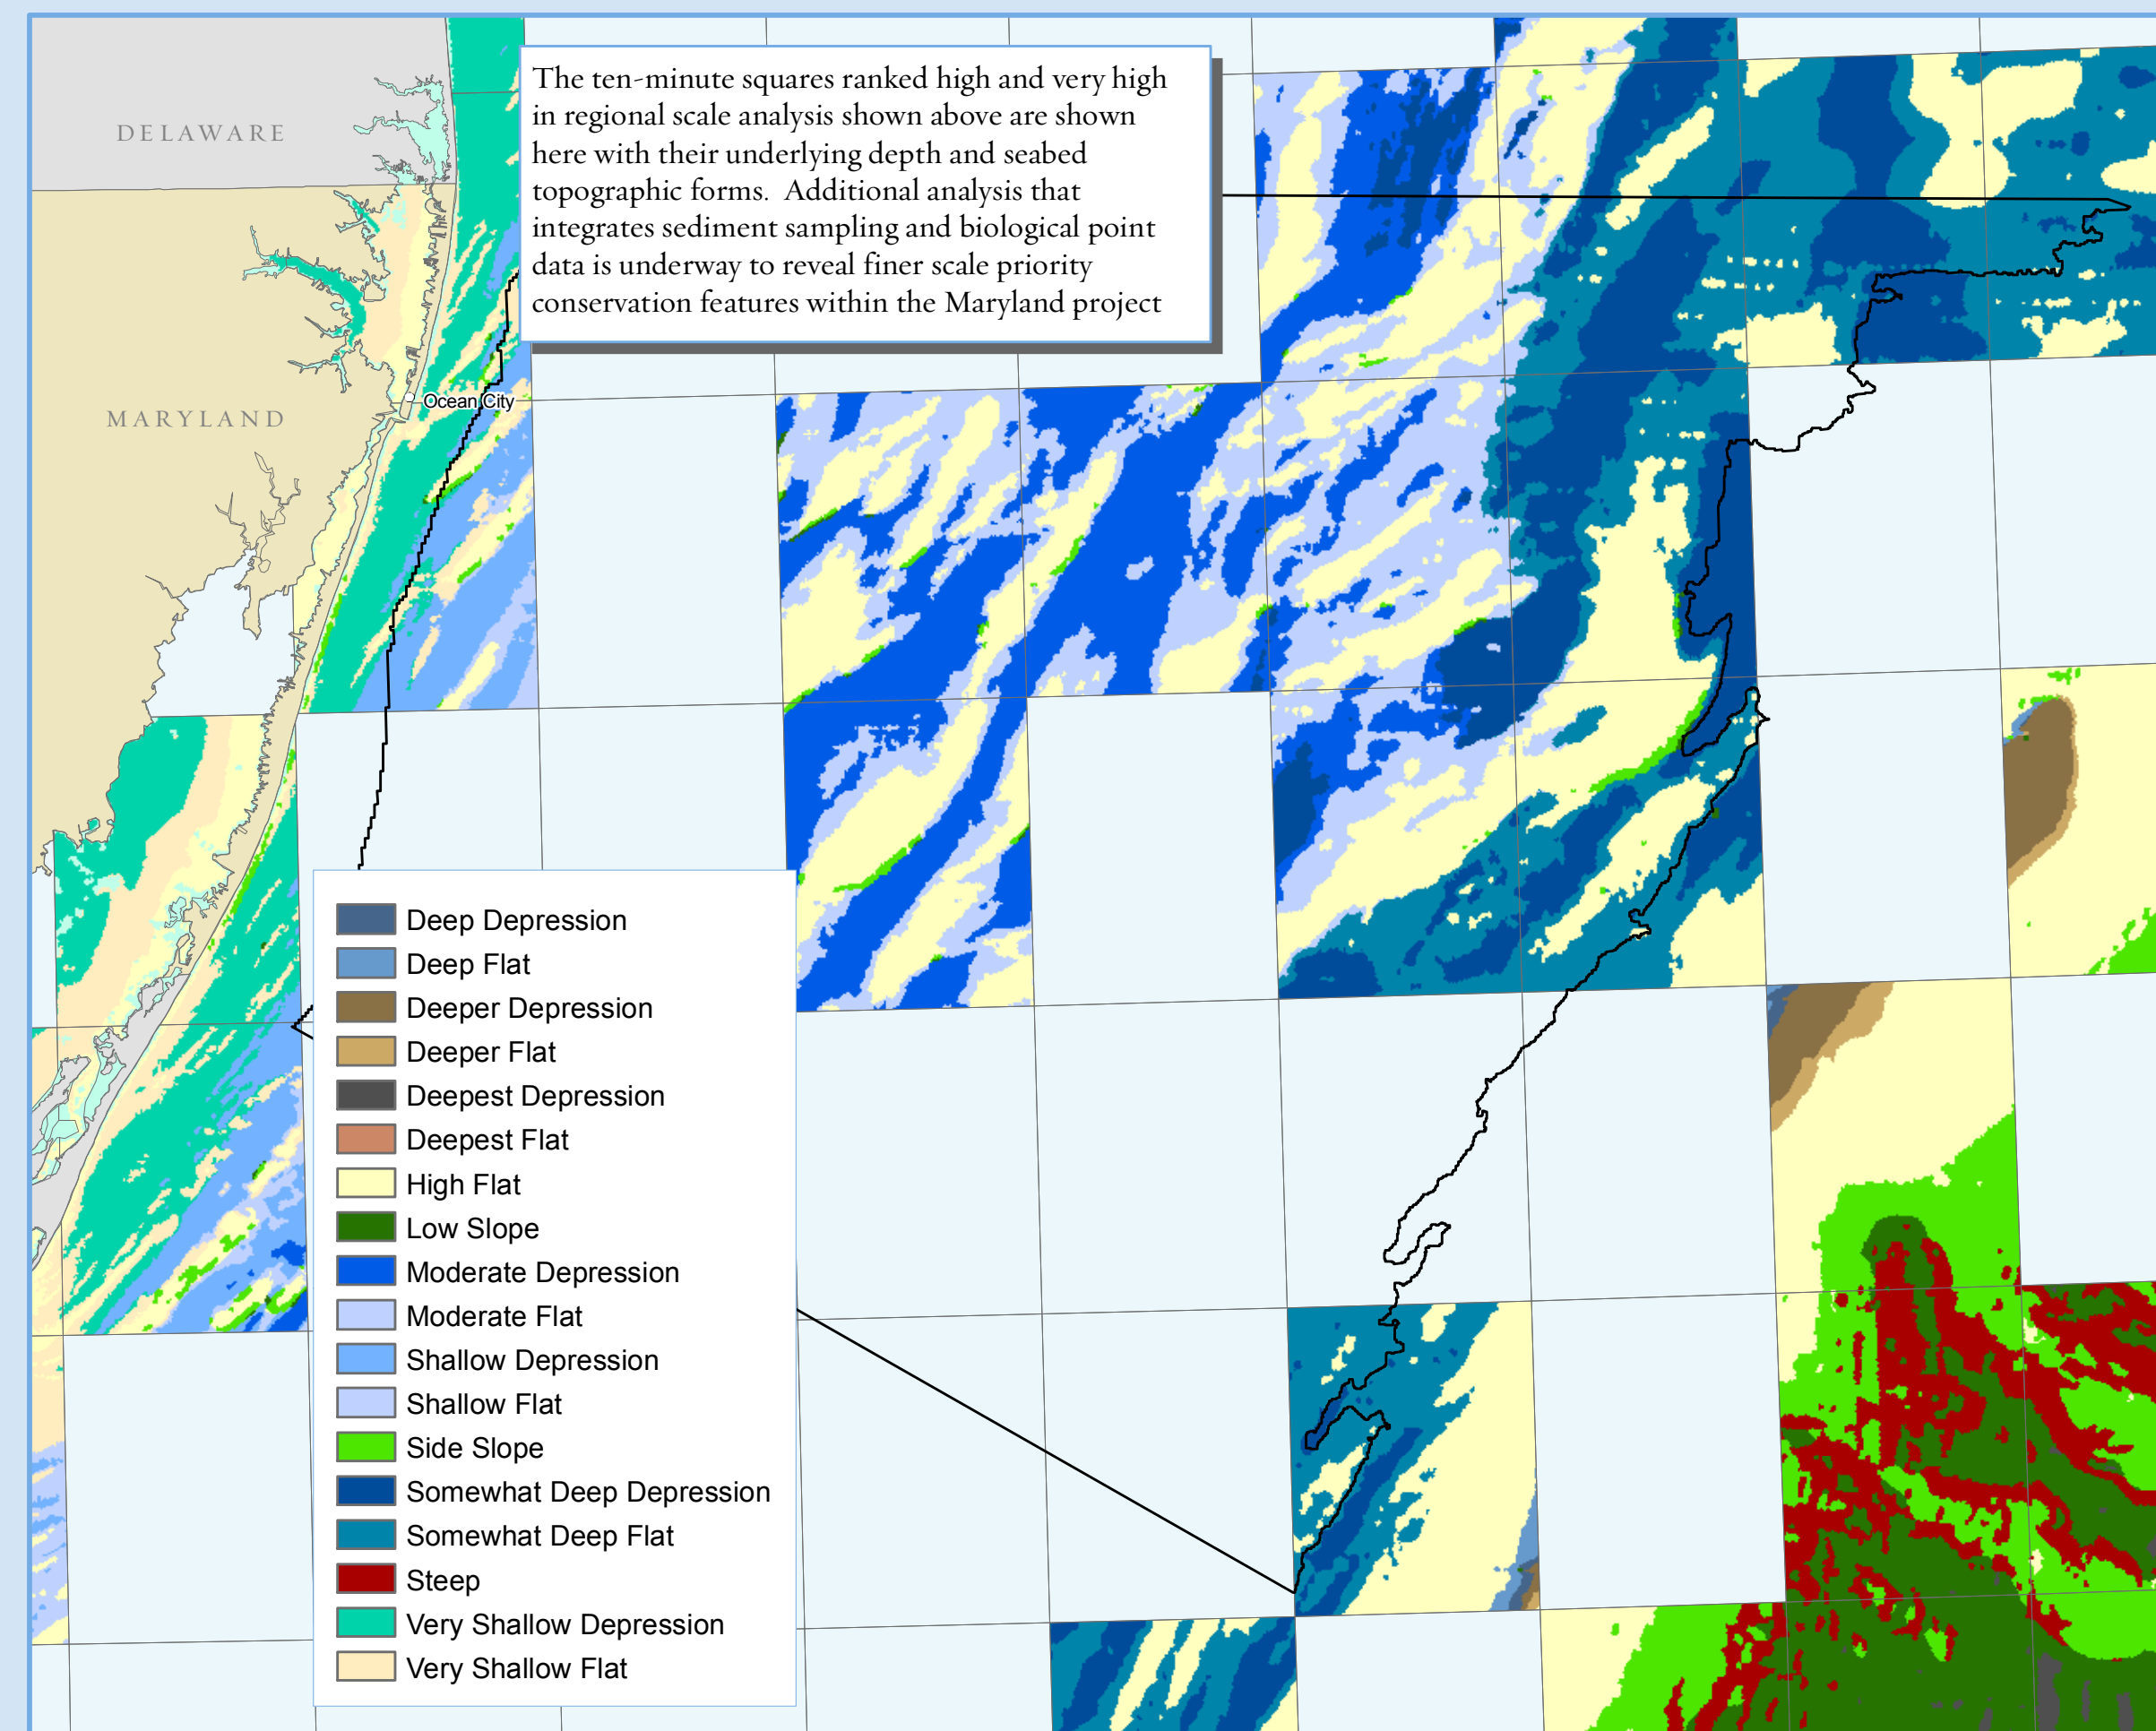 The ten-minute squares ranked high and very high
in regional scale analysis shown above are shown
here with their underlying depth and seabed
topographic forms.  Additional analysis that
integrates sediment sampling and biological point
data is underway to reveal finer scale priority
conservation features within the Maryland project
DELAWARE
MARYLAND
Ocean City
Deep Depression
Deep Flat
Deeper Depression
Deeper Flat
Deepest Depression
Deepest Flat
High Flat
Low Slope
Moderate Depression
Moderate Flat
Shallow Depression
Shallow Flat
Side Slope
Somewhat Deep Depression
Somewhat Deep Flat
Steep
Very Shallow Depression
Very Shallow Flat